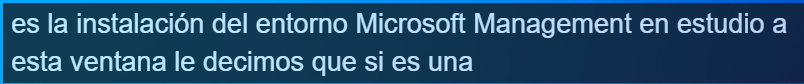 es la instalación del entorno Microsoft Management en estudio a
esta ventana le decimos que si es una